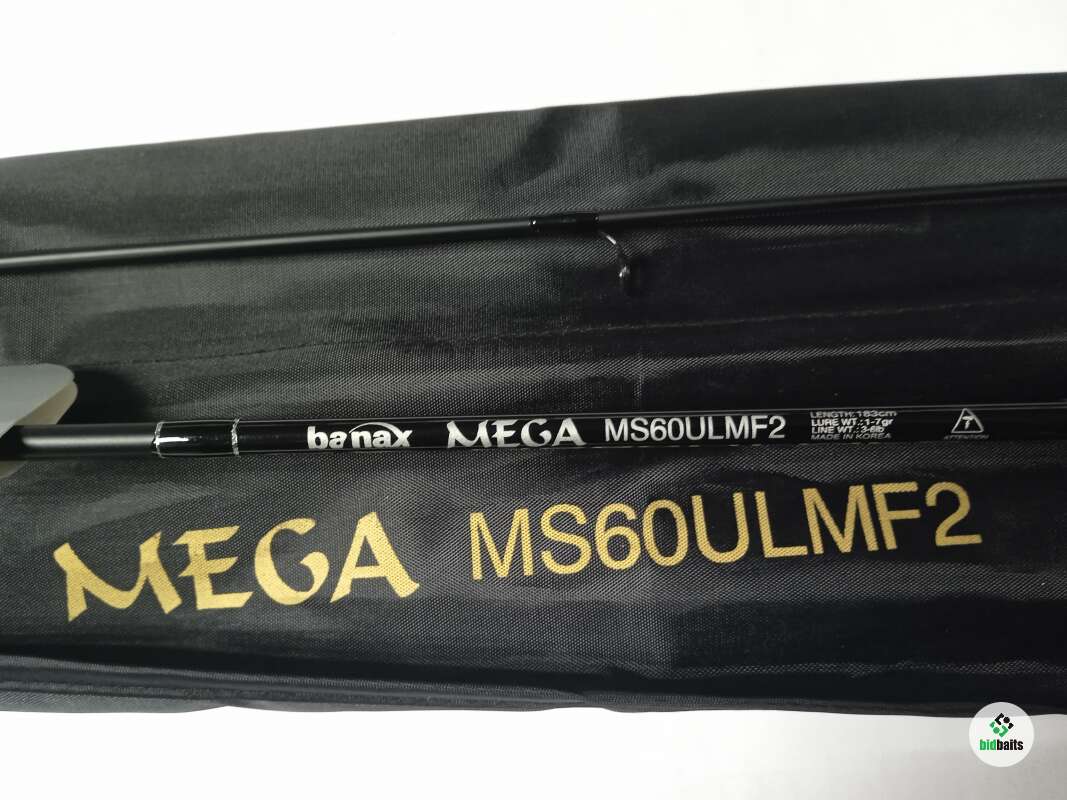 banax MEGA MS60ULMF2
LENGTH: 183cm
LURE WT.: 1-7gr
LINE WT.: 3-6lb
MADE IN KOREA
T
ATTENTION
MEGA MS60ULMF2
bidbaits